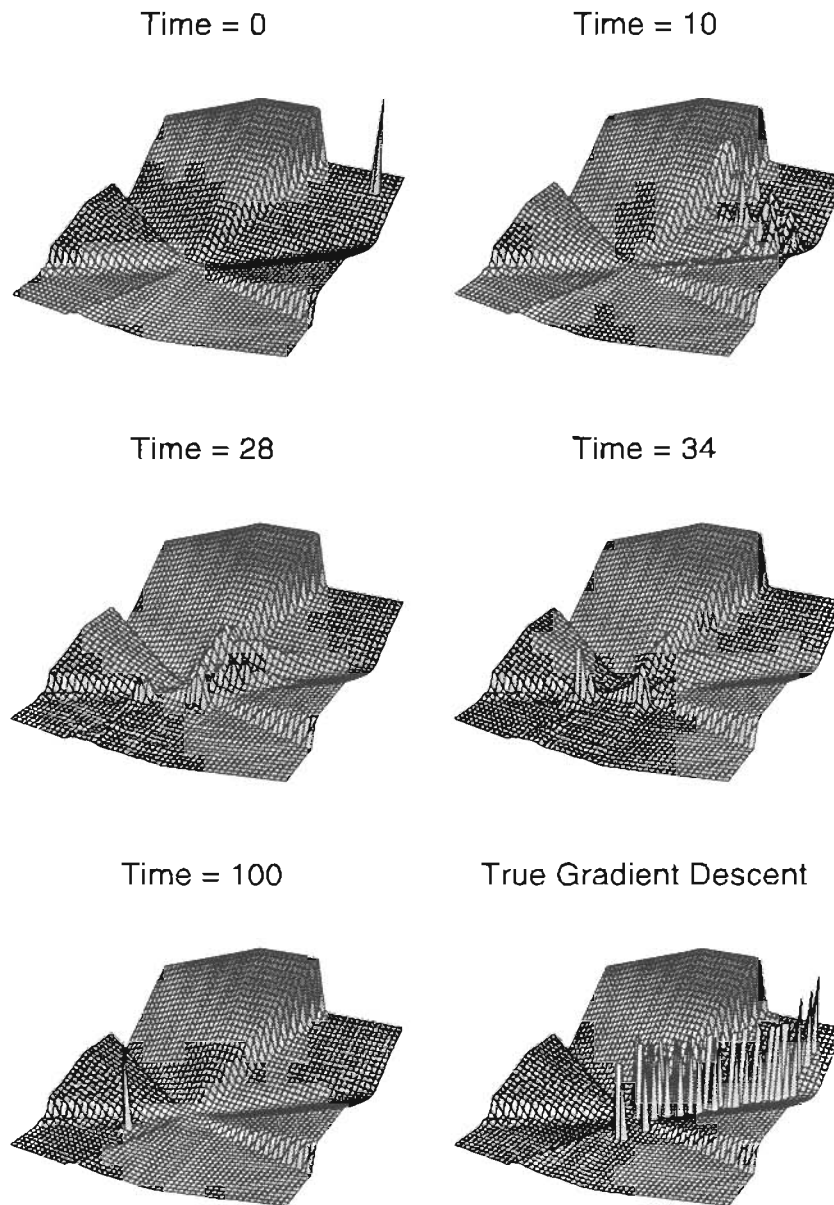 Time = 0
Time = 10
Time = 28
Time = 34
Time = 100
True Gradient Descent